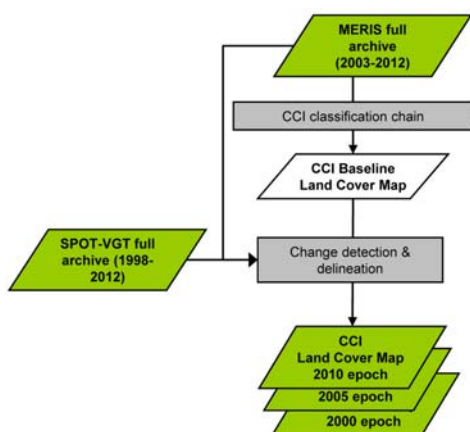 MERIS full
archive
(2003-2012)
CCI classification chain
CCI Baseline
Land Cover Map
SPOT-VGT full
archive (1998-
2012)
Change detection &
delineation
CCI
Land Cover Map
2010 epoch
2005 epoch
2000 epoch